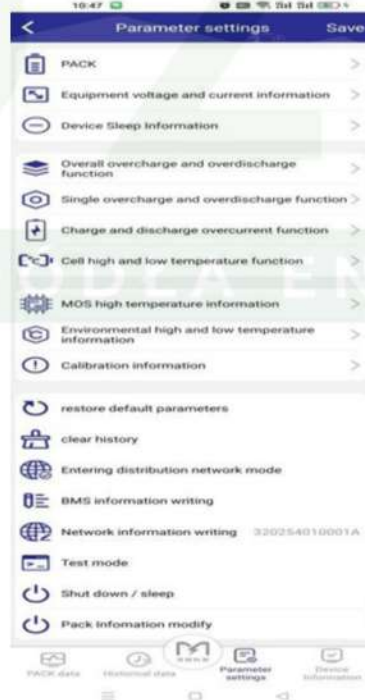 10:47
Parameter settings Save
PACK
Equipment voltage and current information
Device Sleep Information
Overall overcharge and overdischarge
function
Single overcharge and overdischarge function
Charge and discharge overcurrent function
Cell high and low temperature function
MOS high temperature information
Environmental high and low temperature
information
Calibration information
restore default parameters
clear history
Entering distribution network mode
BMS information writing
Network information writing 320254010001A
Test mode
Shut down / sleep
Pack Infomation modify
PACK data Historical data Parameter Device
settings Information